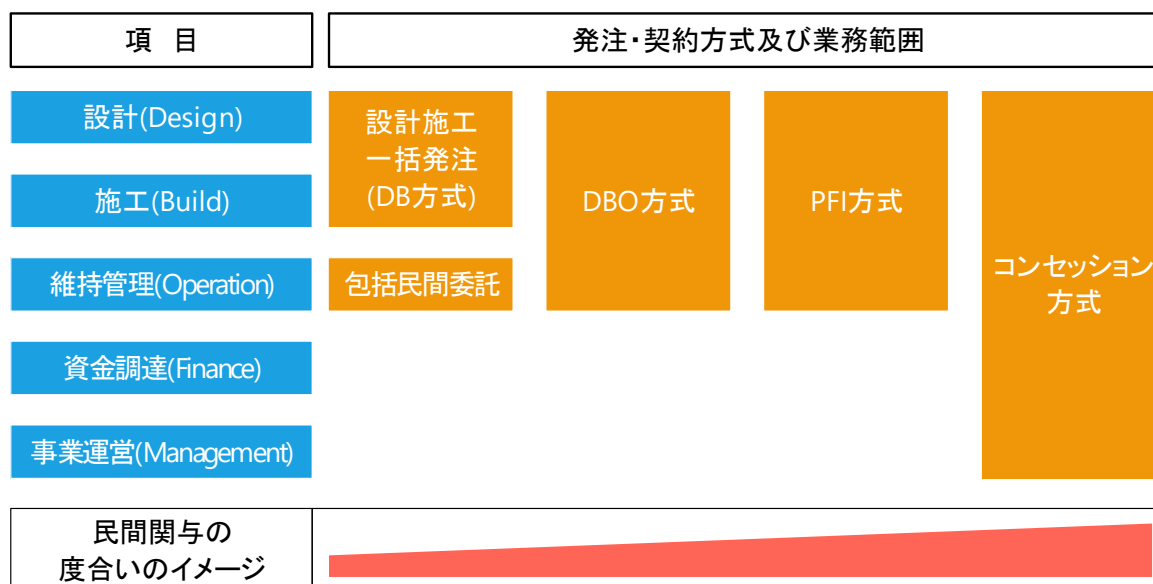 項 目
発注・契約方式及び業務範囲
設計(Design)
施工(Build)
維持管理(Operation)
資金調達(Finance)
事業運営(Management)
設計施工
一括発注
(DB方式)
包括民間委託
DBO方式
PFI方式
コンセッション
方式
民間関与の
度合いのイメージ